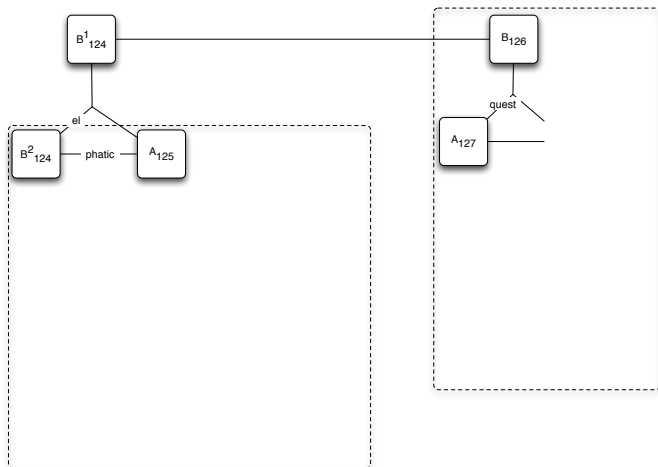 B¹₁₂₄
B₁₂₆
el
quest
B²₁₂₄
phatic
A₁₂₅
A₁₂₇